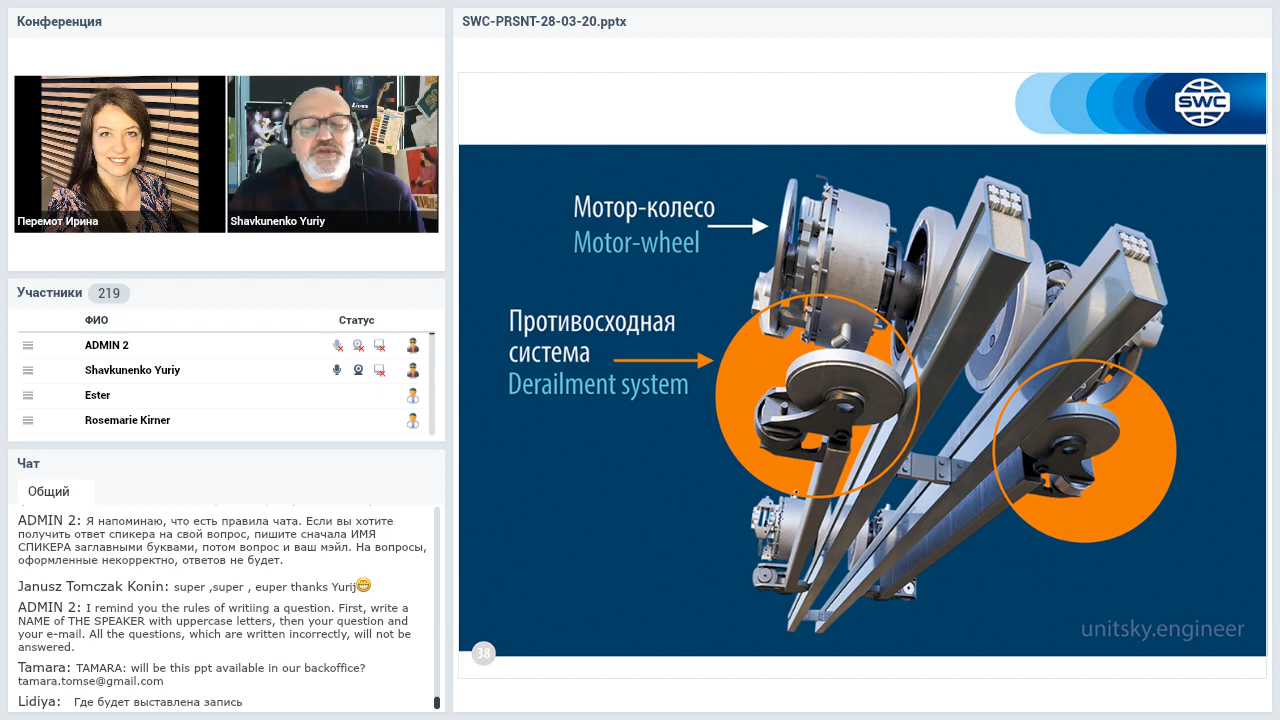 Конференция
Перемот Ирина
Shavkunenko Yuriy
Участники 219
ФИО Статус
ADMIN 2
Shavkunenko Yuriy
Ester
Rosemarie Kirner
Чат
Общий
ADMIN 2: Я напоминаю, что есть правила чата. Если вы хотите
получить ответ спикера на свой вопрос, пишите сначала ИМЯ
СПИКЕРА заглавными буквами, потом вопрос и ваш мэйл. На вопросы,
оформленные некорректно, ответов не будет.
Janusz Tomczak Konin: super ,super , euper thanks Yurij
ADMIN 2: I remind you the rules of writiing a question. First, write a
NAME of THE SPEAKER with uppercase letters, then your question and
your e-mail. All the questions, which are written incorrectly, will not be
answered.
Tamara: TAMARA: will be this ppt available in our backoffice?
tamara.tomse@gmail.com
Lidiya: Где будет выставлена запись
SWC-PRSNT-28-03-20.pptx
SWC
Мотор-колесо
Motor-wheel
Противосходная
система
Derailment system
unitsky.engineer
38